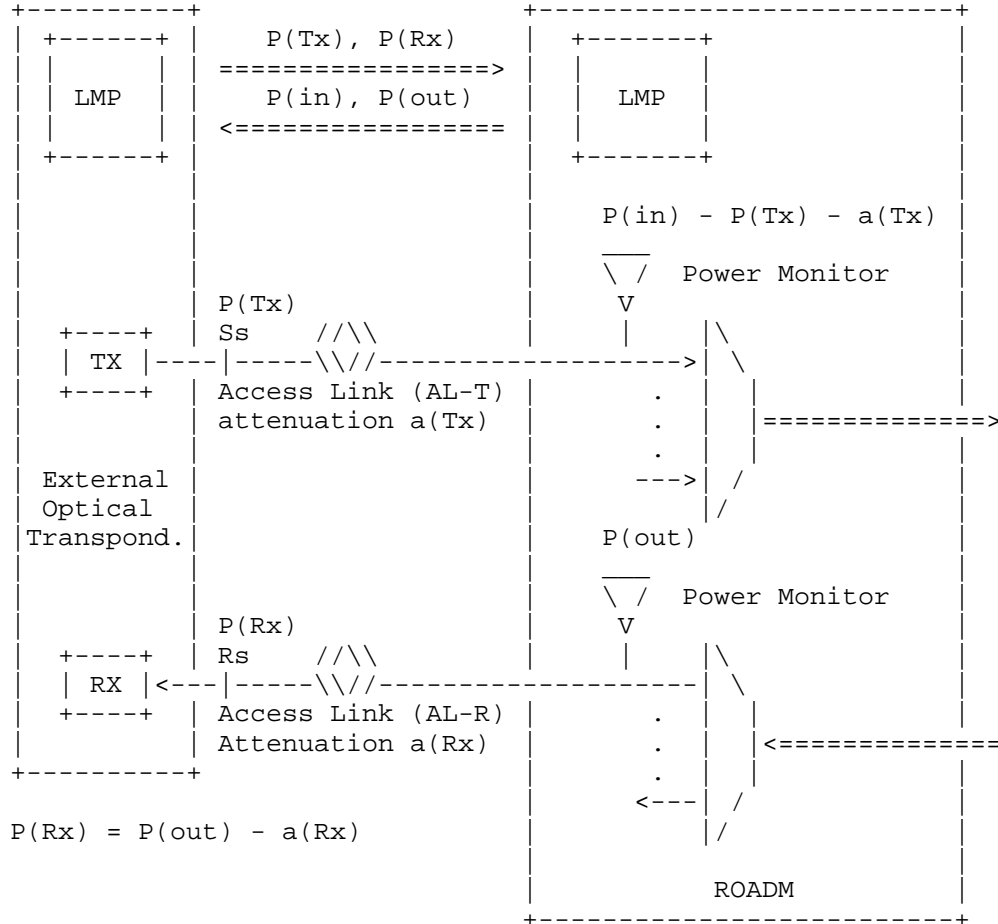 P(Tx), P(Rx)
LMP P(in), P(out) LMP
P(in) - P(Tx) - a(Tx)
Power Monitor
P(Tx) V
Ss
TX
Access Link (AL-T)
attenuation a(Tx)
External
Optical
Transpond. P(out)
Power Monitor
P(Rx) V
Rs
RX
Access Link (AL-R)
Attenuation a(Rx)
P(Rx) = P(out) - a(Rx)
ROADM